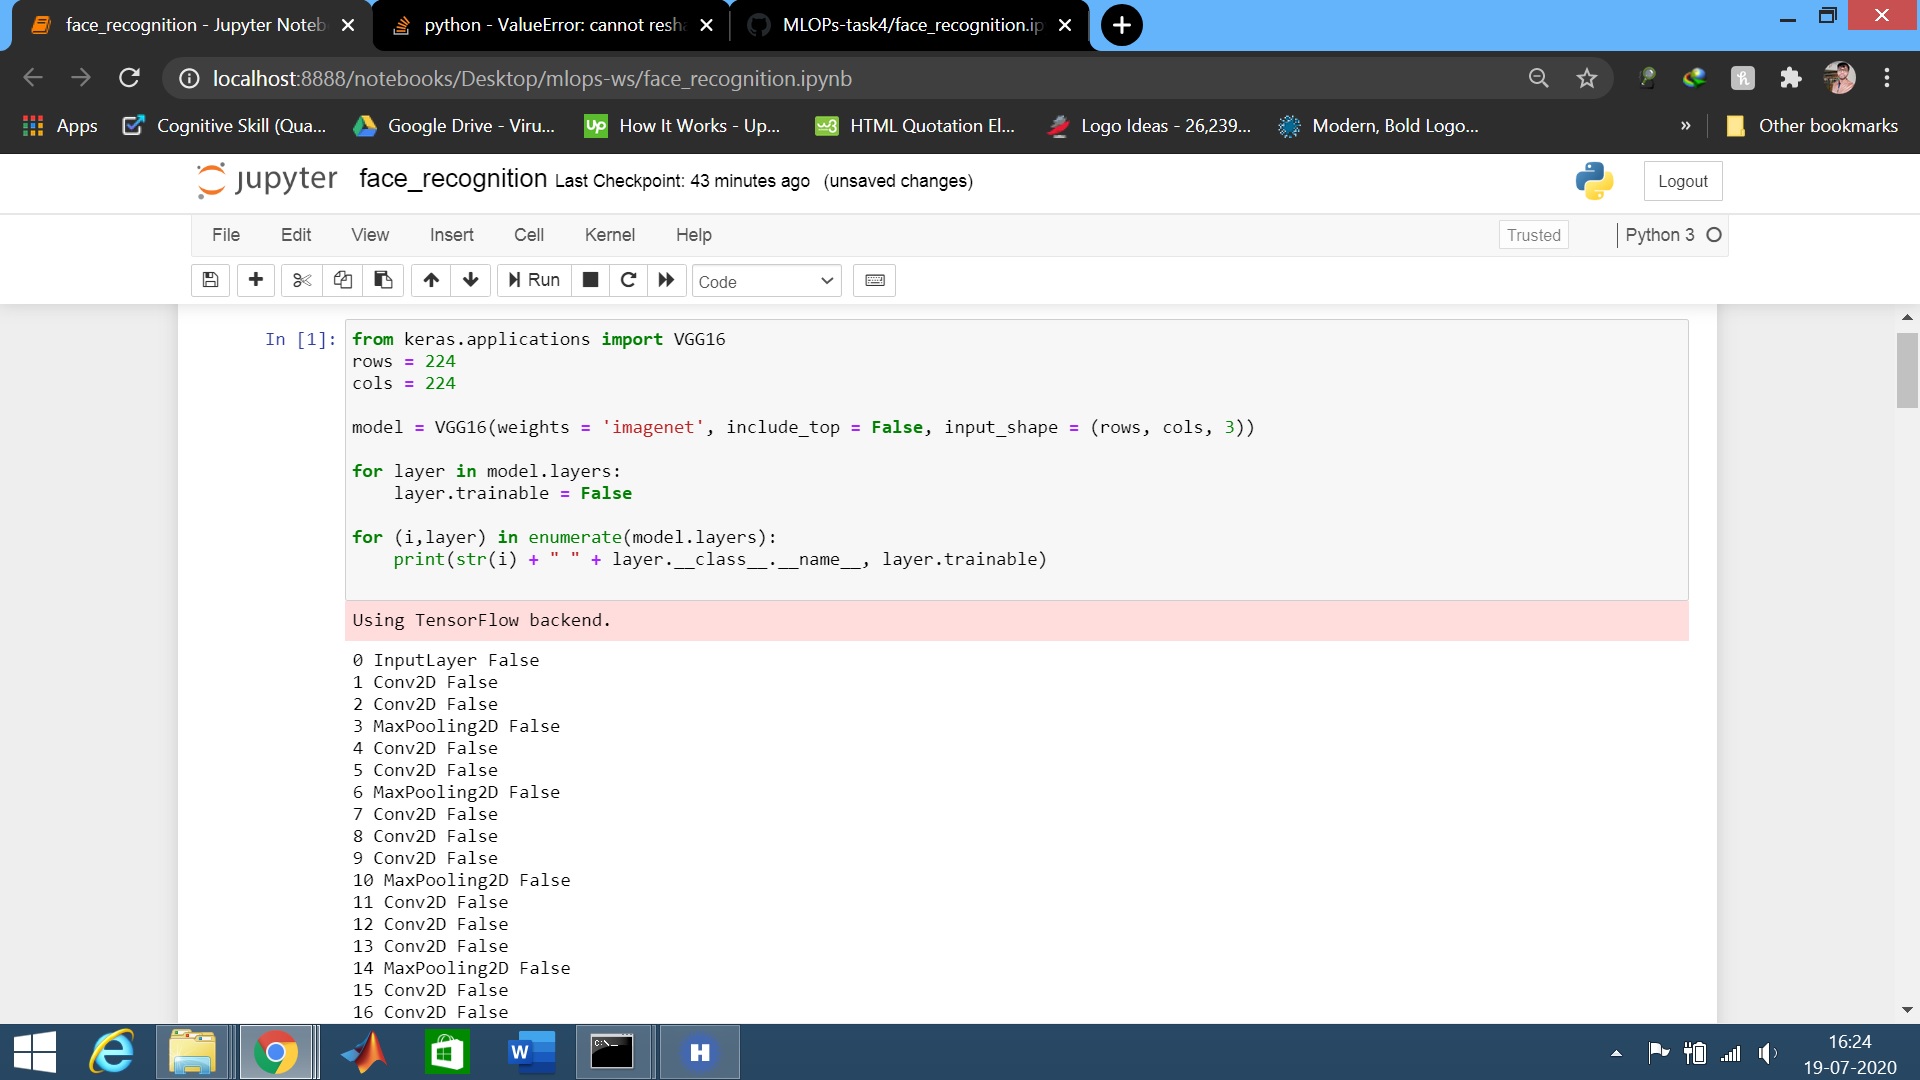 face_recognition - Jupyter Noteb
python - ValueError: cannot resha
MLOPs-task4/face_recognition.ip
localhost:8888/notebooks/Desktop/mlops-ws/face_recognition.ipynb
Apps
Cognitive Skill (Qua...
Google Drive - Viru...
Up
How It Works - Up...
w3
HTML Quotation El...
Logo Ideas - 26,239...
Modern, Bold Logo...
»
Other bookmarks
jupyter
face_recognition Last Checkpoint: 43 minutes ago (unsaved changes)
Logout
File Edit View Insert Cell Kernel Help
Trusted
Python 3
Run
Code
In [1]:
from keras.applications import VGG16
rows = 224
cols = 224
model = VGG16(weights = 'imagenet', include_top = False, input_shape = (rows, cols, 3))
for layer in model.layers:
    layer.trainable = False
for (i,layer) in enumerate(model.layers):
    print(str(i) + " " + layer.__class__.__name__, layer.trainable)
Using TensorFlow backend.
0 InputLayer False
1 Conv2D False
2 Conv2D False
3 MaxPooling2D False
4 Conv2D False
5 Conv2D False
6 MaxPooling2D False
7 Conv2D False
8 Conv2D False
9 Conv2D False
10 MaxPooling2D False
11 Conv2D False
12 Conv2D False
13 Conv2D False
14 MaxPooling2D False
15 Conv2D False
16 Conv2D False
W
C:\
H
16:24
19-07-2020